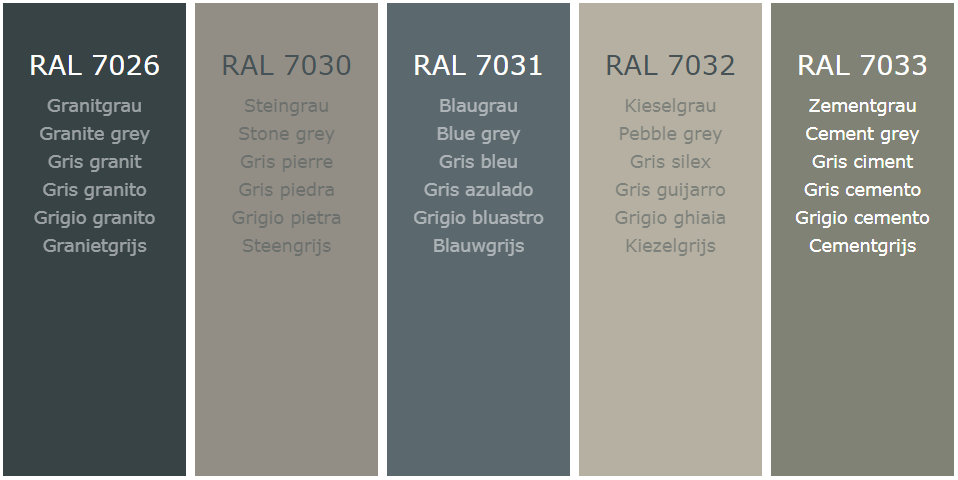 RAL 7026
Granitgrau
Granite grey
Gris granit
Gris granito
Grigio granito
Granietgrijs
RAL 7030
Steingrau
Stone grey
Gris pierre
Gris piedra
Grigio pietra
Steengrijs
RAL 7031
Blaugrau
Blue grey
Gris bleu
Gris azulado
Grigio bluastro
Blauwgrijs
RAL 7032
Kieselgrau
Pebble grey
Gris silex
Gris guijarro
Grigio ghiaia
Kiezelgrijs
RAL 7033
Zementgrau
Cement grey
Gris ciment
Gris cemento
Grigio cemento
Cementgrijs